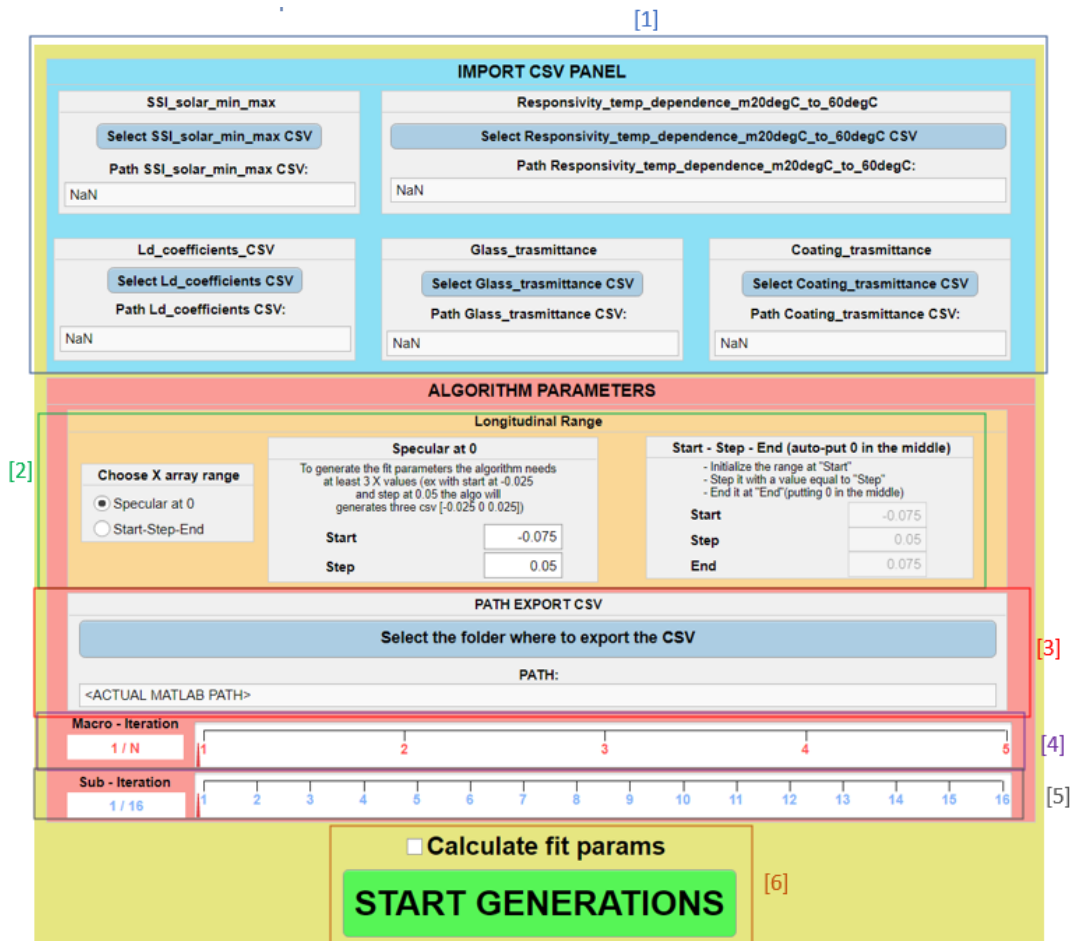 [1]
IMPORT CSV PANEL
SSI_solar_min_max
Responsivity_temp_dependence_m20degC_to_60degC
Select SSI_solar_min_max CSV
Select Responsivity_temp_dependence_m20degC_to_60degC CSV
Path SSI_solar_min_max CSV:
Path Responsivity_temp_dependence_m20degC_to_60degC:
NaN
NaN
Ld_coefficients_CSV
Glass_trasmittance
Coating_trasmittance
Select Ld_coefficients CSV
Select Glass_trasmittance CSV
Select Coating_trasmittance CSV
Path Ld_coefficients CSV:
Path Glass_trasmittance CSV:
Path Coating_trasmittance CSV:
NaN
NaN
NaN
ALGORITHM PARAMETERS
[2]
Longitudinal Range
Choose X array range
Specular at 0
Start-Step-End
Specular at 0
To generate the fit parameters the algorithm needs
at least 3 X values (ex with start at -0.025
and step at 0.05 the algo will
generates three csv [-0.025 0 0.025])
Start -0.075
Step 0.05
Start - Step - End (auto-put 0 in the middle)
- Initialize the range at "Start"
- Step it with a value equal to "Step"
- End it at "End"(putting 0 in the middle)
Start -0.075
Step 0.05
End 0.075
PATH EXPORT CSV
Select the folder where to export the CSV
[3]
PATH:
<ACTUAL MATLAB PATH>
Macro - Iteration
1 / N
1 2 3 4 5
[4]
Sub - Iteration
1 / 16
1 2 3 4 5 6 7 8 9 10 11 12 13 14 15 16
[5]
Calculate fit params
START GENERATIONS
[6]